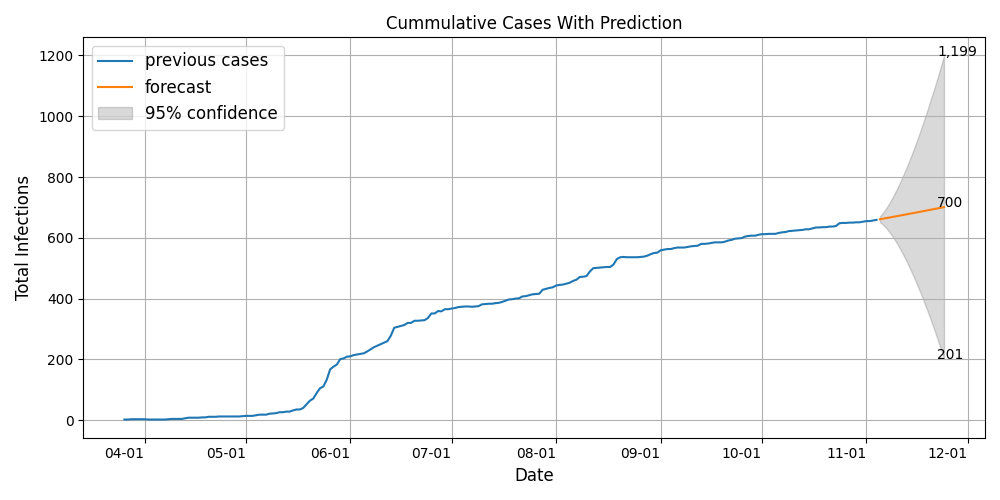 Cummulative Cases With Prediction
previous cases
forecast
95% confidence
1,199
700
201
1200
1000
800
600
400
200
0
Total Infections
04-01 05-01 06-01 07-01 08-01 09-01 10-01 11-01 12-01
Date